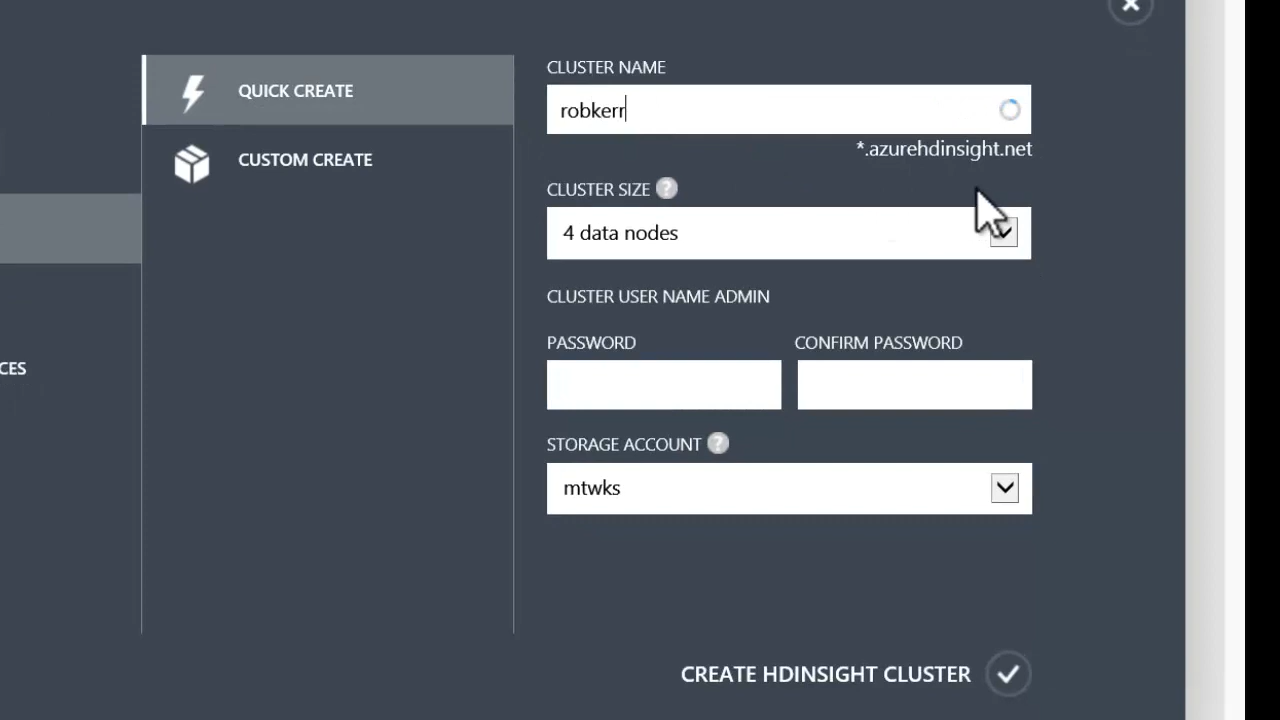 QUICK CREATE
CUSTOM CREATE
CES
CLUSTER NAME
robkerr
*.azurehdinsight.net
CLUSTER SIZE ?
4 data nodes
CLUSTER USER NAME ADMIN
PASSWORD
CONFIRM PASSWORD
STORAGE ACCOUNT ?
mtwks
CREATE HDINSIGHT CLUSTER